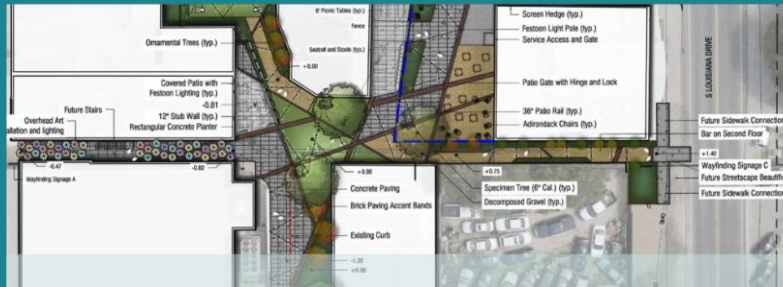 6' Picnic Tables (typ.)
Fence
Ornamental Trees (typ.)
Seatrail and Stools (typ.)
+0.00
Covered Patio with
Festoon Lighting (typ.)
-0.81
12" Stub Wall (typ.)
Rectangular Concrete Planter
Future Stairs
Overhead Art
allation and lighting
-0.47
-0.82
Wayfinding Signage A
Screen Hedge (typ.)
Festoon Light Pole (typ.)
Service Access and Gate
Patio Gate with Hinge and Lock
36" Patio Rail (typ.)
Adirondack Chairs (typ.)
S LOUISIANA DRIVE
Future Sidewalk Connection
Bar on Second Floor
+1.40
Wayfinding Signage C
Future Streetscape Beautifi
Future Sidewalk Connection
+0.75
Specimen Tree (6" Cal.) (typ.)
Decomposed Gravel (typ.)
Concrete Paving
Brick Paving Accent Bands
Existing Curb
-1.00
+0.00
OHE